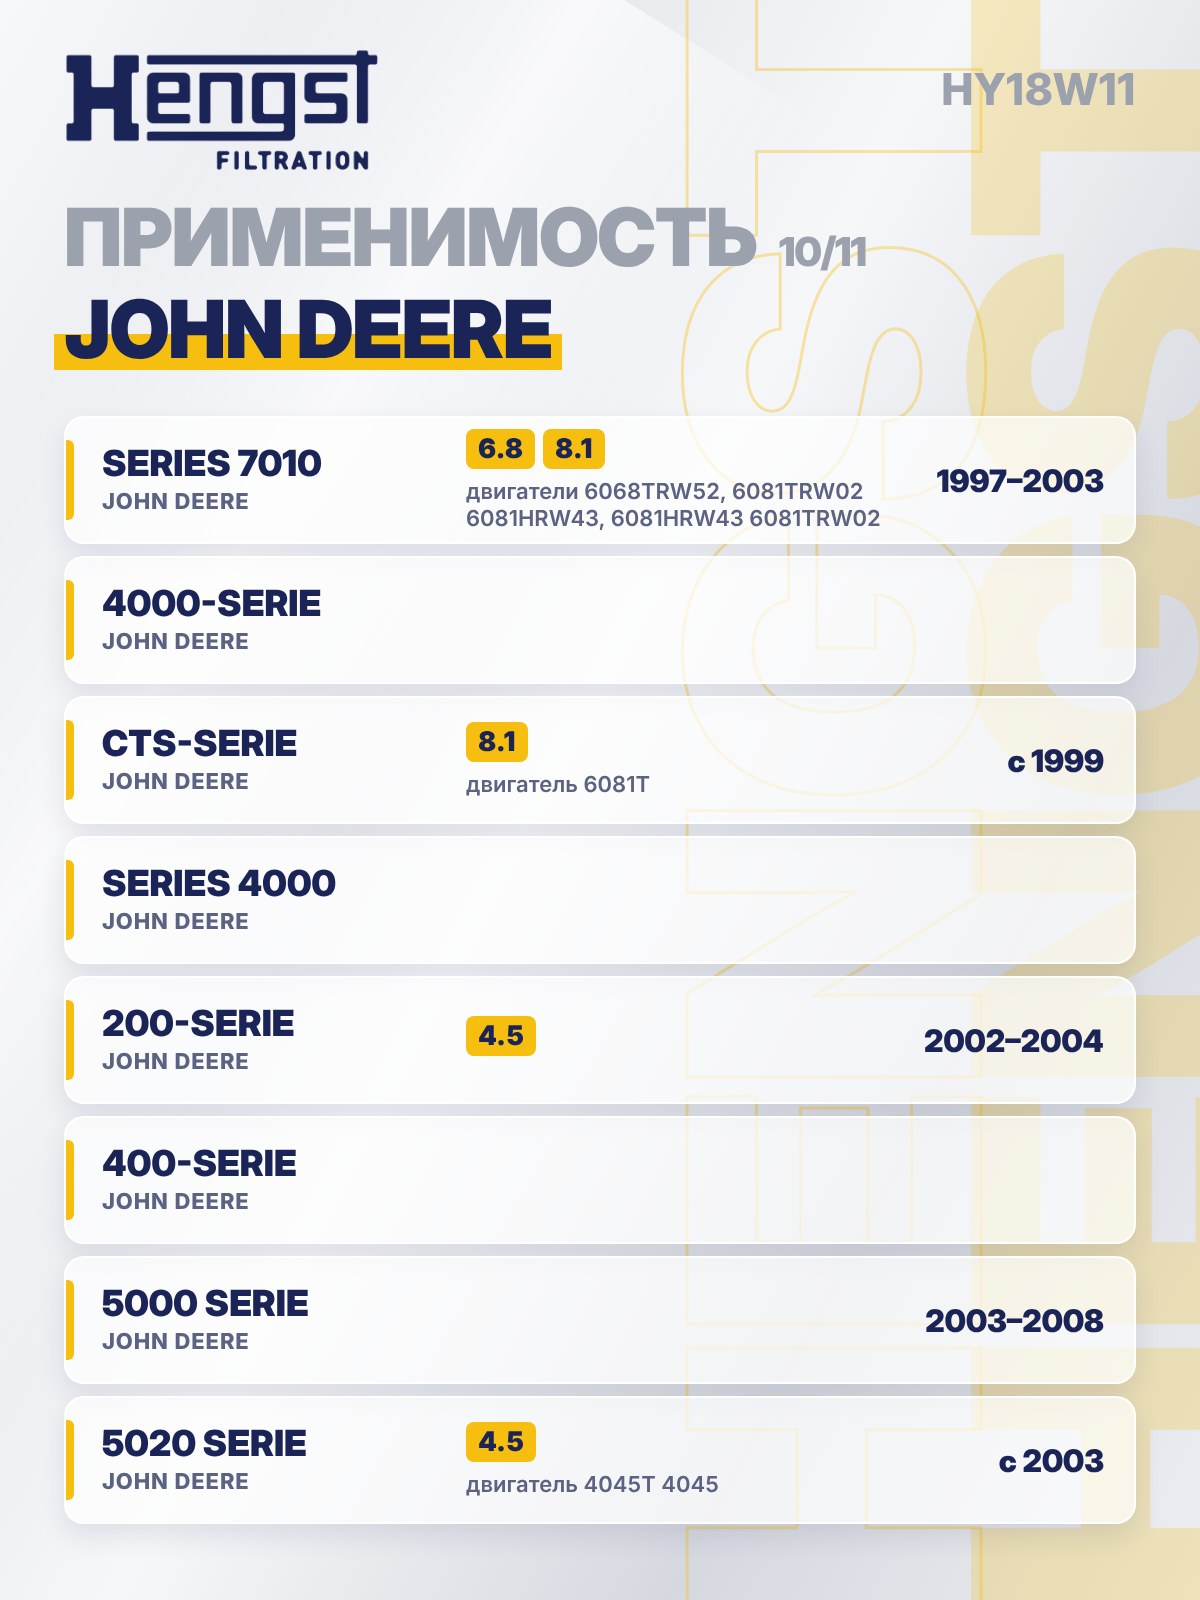 Hengst
FILTRATION
HY18W11
ПРИМЕНИМОСТЬ 10/11
JOHN DEERE
SERIES 7010
JOHN DEERE
6.8 8.1
двигатели 6068TRW52, 6081TRW02
6081HRW43, 6081HRW43 6081TRW02
1997–2003
4000-SERIE
JOHN DEERE
CTS-SERIE
JOHN DEERE
8.1
двигатель 6081T
с 1999
SERIES 4000
JOHN DEERE
200-SERIE
JOHN DEERE
4.5
2002–2004
400-SERIE
JOHN DEERE
5000 SERIE
JOHN DEERE
2003–2008
5020 SERIE
JOHN DEERE
4.5
двигатель 4045T 4045
с 2003
HENGST
HENGST